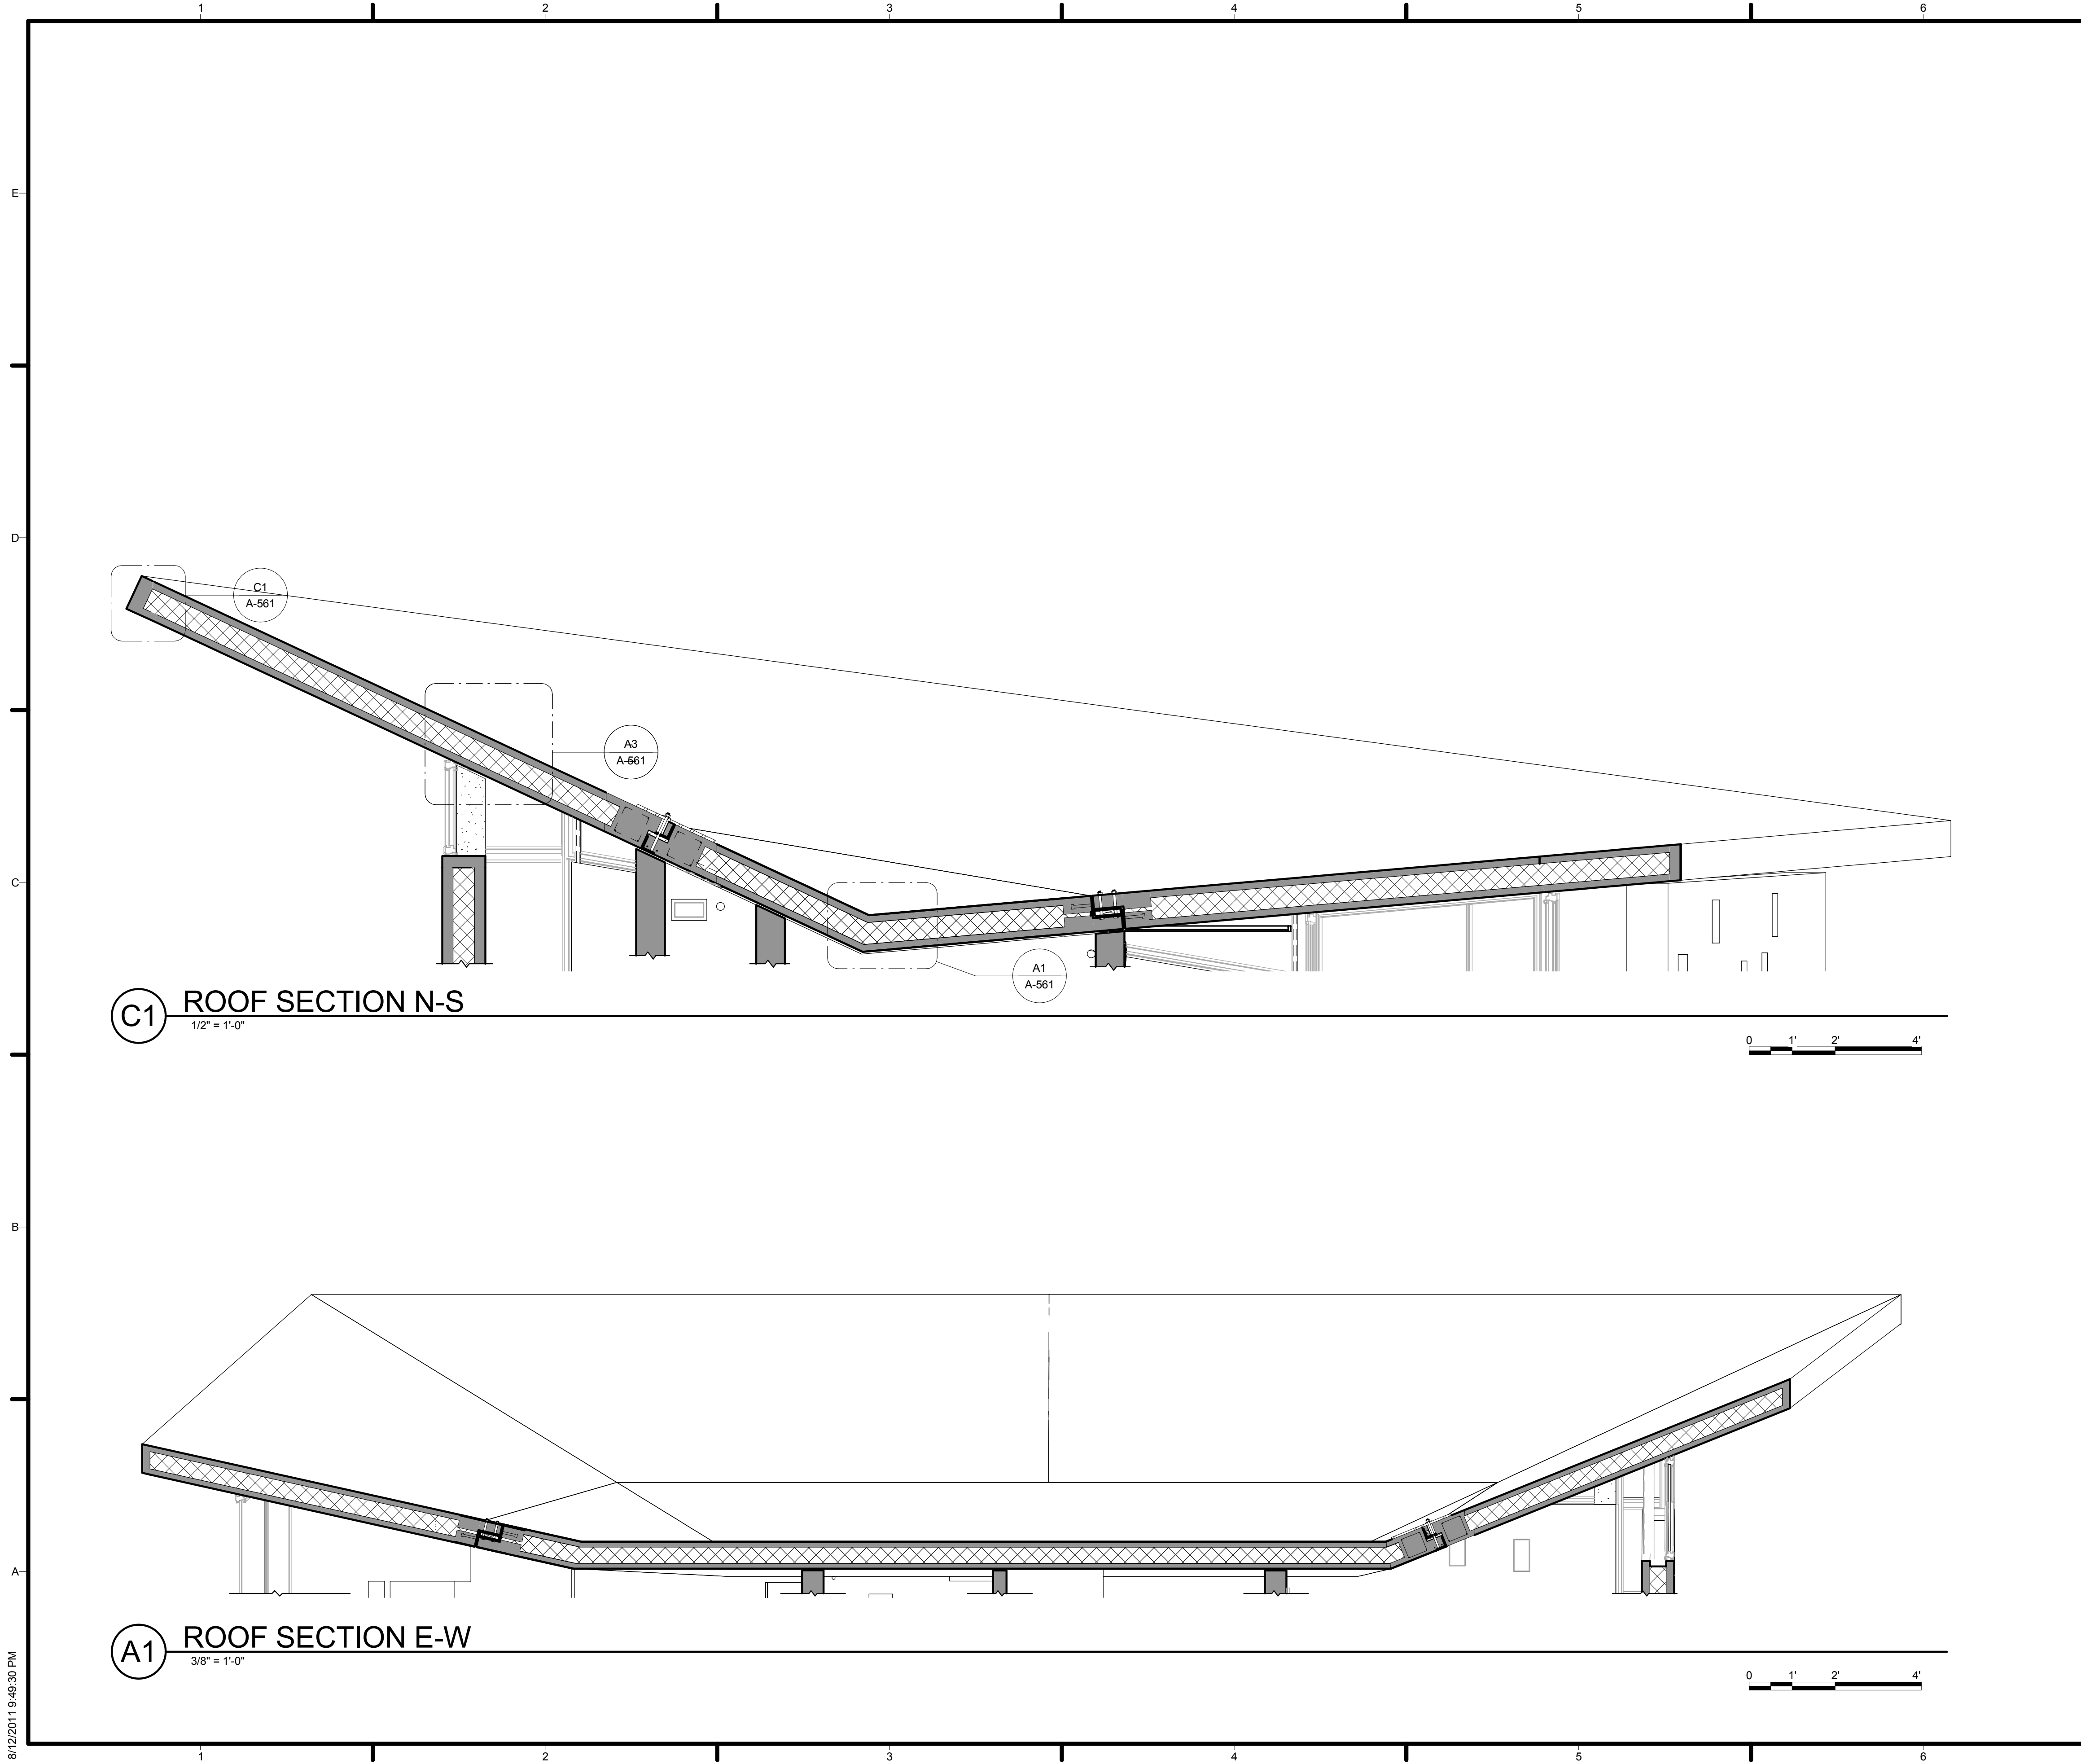 1 2 3 4 5 6
E
D
C1
A-561
A3
A-561
C
A1
A-561
C1 ROOF SECTION N-S
1/2" = 1'-0"
0 1' 2' 4'
B
A
A1 ROOF SECTION E-W
3/8" = 1'-0"
0 1' 2' 4'
8/12/2011 9:49:30 PM
1 2 3 4 5 6